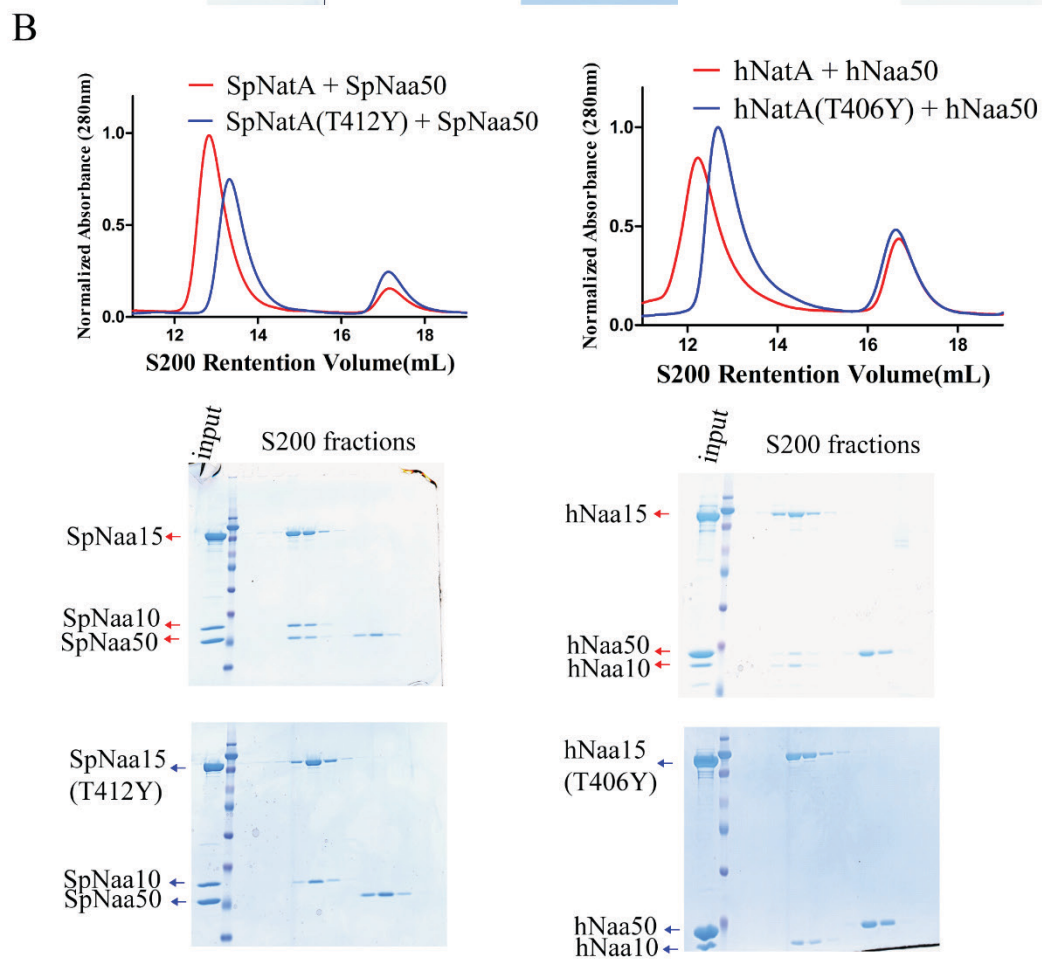 B
SpNatA + SpNaa50
SpNatA(T412Y) + SpNaa50
Normalized Absorbance (280nm)
1.0
0.5
0.0
12
14
16
18
S200 Rentention Volume(mL)
hNatA + hNaa50
hNatA(T406Y) + hNaa50
Normalized Absorbance (280nm)
1.0
0.5
0.0
12
14
16
18
S200 Rentention Volume(mL)
input
S200 fractions
SpNaa15
SpNaa10
SpNaa50
input
S200 fractions
hNaa15
hNaa50
hNaa10
SpNaa15
(T412Y)
SpNaa10
SpNaa50
hNaa15
(T406Y)
hNaa50
hNaa10